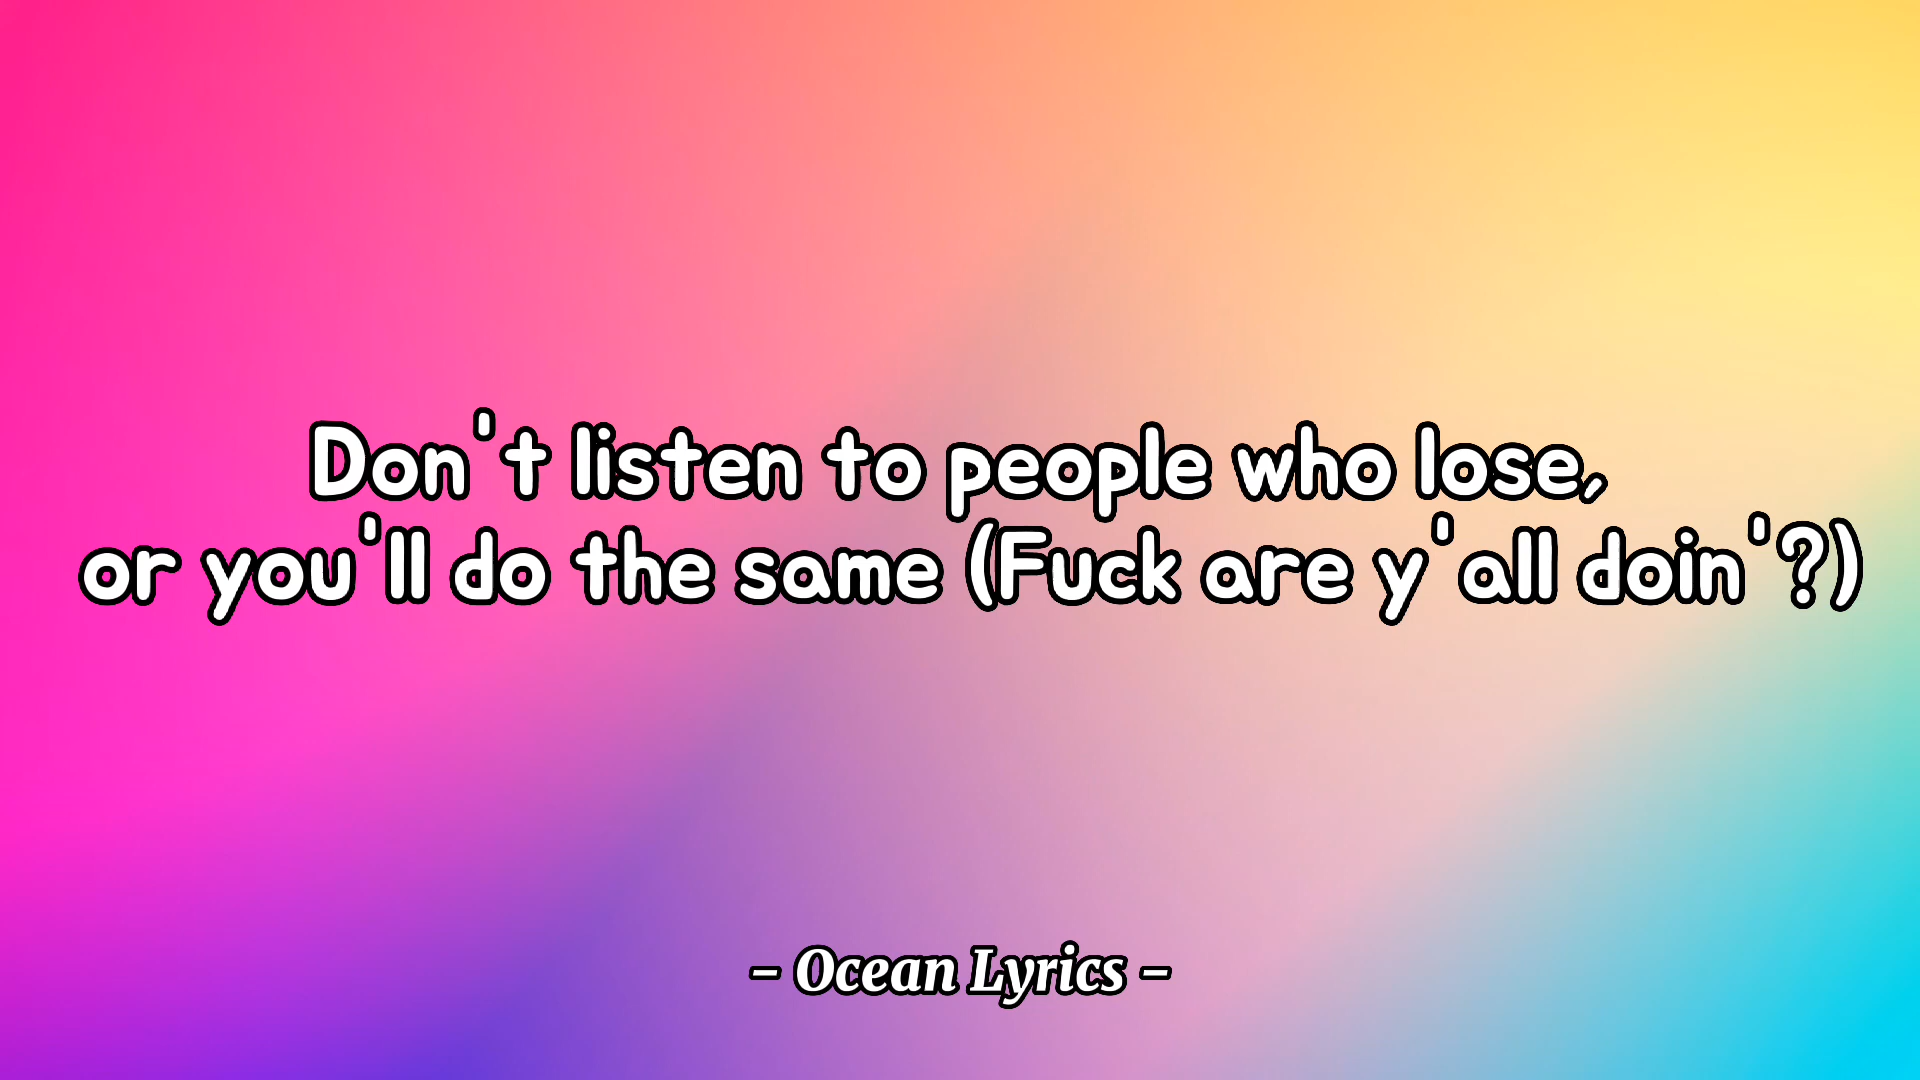 Don't listen to people who lose,
or you'll do the same (Fuck are y'all doin'?)
- Ocean Lyrics -